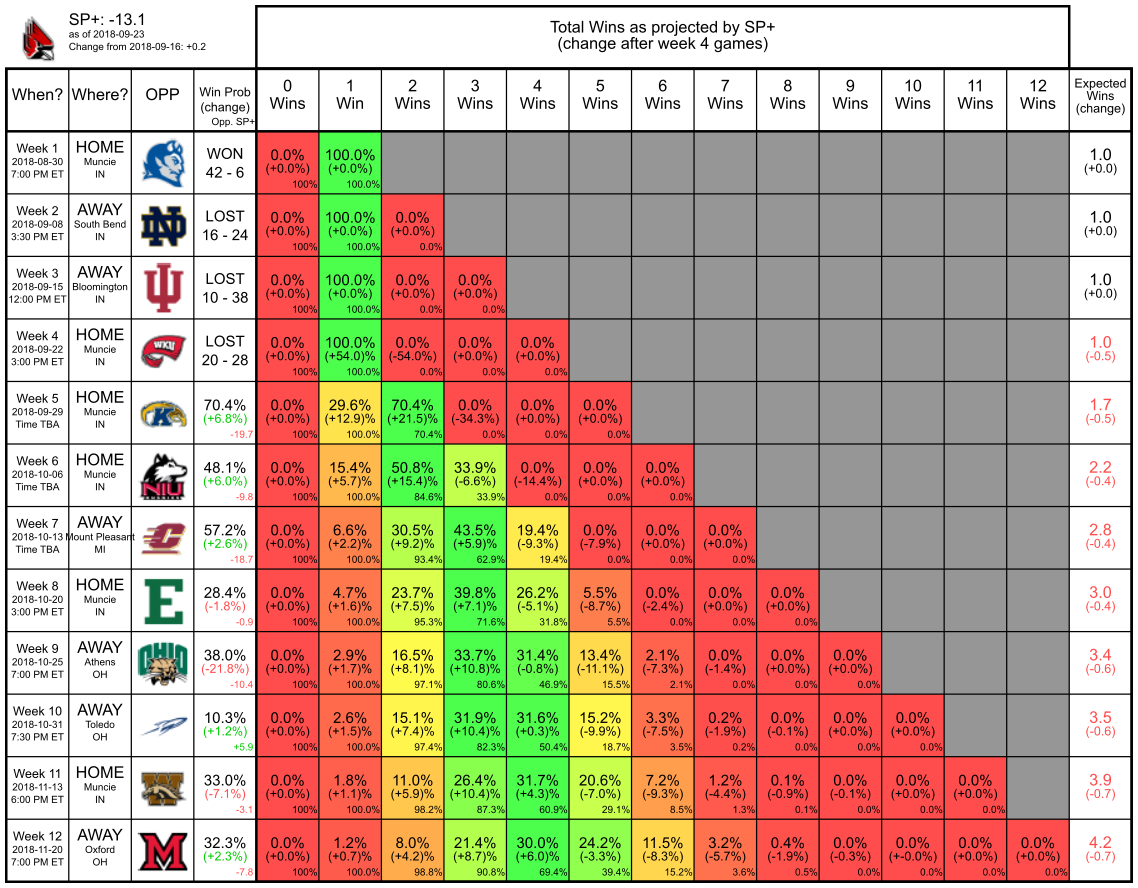 SP+: -13.1
as of 2018-09-23
Change from 2018-09-16: +0.2
Total Wins as projected by SP+
(change after week 4 games)
When? Where? OPP Win Prob (change) Opp. SP+ 0 Wins 1 Win 2 Wins 3 Wins 4 Wins 5 Wins 6 Wins 7 Wins 8 Wins 9 Wins 10 Wins 11 Wins 12 Wins Expected Wins (change)
Week 1 HOME WON 0.0% 100.0% 1.0
2018-08-30 Muncie 42 - 6 (+0.0%) (+0.0)% (+0.0)
7:00 PM ET IN 100% 100.0%
Week 2 AWAY ND LOST 0.0% 100.0% 0.0% 1.0
2018-09-08 South Bend 16 - 24 (+0.0%) (+0.0)% (+0.0%) (+0.0)
3:30 PM ET IN 100% 100.0% 0.0%
Week 3 AWAY LOST 0.0% 100.0% 0.0% 0.0% 1.0
2018-09-15 Bloomington 10 - 38 (+0.0%) (+0.0)% (+0.0%) (+0.0%) (+0.0)
12:00 PM ET IN 100% 100.0% 0.0% 0.0%
Week 4 HOME WKU LOST 0.0% 100.0% 0.0% 0.0% 0.0% 1.0
2018-09-22 Muncie 20 - 28 (+0.0%) (+54.0)% (-54.0%) (+0.0%) (+0.0%) (-0.5)
3:00 PM ET IN 100% 100.0% 0.0% 0.0% 0.0%
Week 5 HOME K 70.4% 0.0% 29.6% 70.4% 0.0% 0.0% 0.0% 1.7
2018-09-29 Muncie (+6.8%) (+0.0%) (+12.9)% (+21.5)% (-34.3%) (+0.0%) (+0.0%) (-0.5)
Time TBA IN -19.7 100% 100.0% 70.4% 0.0% 0.0% 0.0%
Week 6 HOME NIU 48.1% 0.0% 15.4% 50.8% 33.9% 0.0% 0.0% 0.0% 2.2
2018-10-06 Muncie (+6.0%) (+0.0%) (+5.7)% (+15.4)% (-6.6%) (-14.4%) (+0.0%) (+0.0%) (-0.4)
Time TBA IN -9.8 100% 100.0% 84.6% 33.9% 0.0% 0.0% 0.0%
Week 7 AWAY C 57.2% 0.0% 6.6% 30.5% 43.5% 19.4% 0.0% 0.0% 0.0% 2.8
2018-10-13 Mount Pleasant (+2.6%) (+0.0%) (+2.2)% (+9.2)% (+5.9)% (-9.3%) (-7.9%) (+0.0%) (+0.0%) (-0.4)
Time TBA MI -18.7 100% 100.0% 93.4% 62.9% 19.4% 0.0% 0.0% 0.0%
Week 8 HOME E 28.4% 0.0% 4.7% 23.7% 39.8% 26.2% 5.5% 0.0% 0.0% 0.0% 3.0
2018-10-20 Muncie (-1.8%) (+0.0%) (+1.6)% (+7.5)% (+7.1)% (-5.1%) (-8.7%) (-2.4%) (+0.0%) (+0.0%) (-0.4)
3:00 PM ET IN -0.9 100% 100.0% 95.3% 71.6% 31.8% 5.5% 0.0% 0.0% 0.0%
Week 9 AWAY OHIO 38.0% 0.0% 2.9% 16.5% 33.7% 31.4% 13.4% 2.1% 0.0% 0.0% 0.0% 3.4
2018-10-25 Athens (-21.8%) (+0.0%) (+1.7)% (+8.1)% (+10.8)% (-0.8%) (-11.1%) (-7.3%) (-1.4%) (+0.0%) (+0.0%) (-0.6)
7:00 PM ET OH -10.4 100% 100.0% 97.1% 80.6% 46.9% 15.5% 2.1% 0.0% 0.0% 0.0%
Week 10 AWAY 10.3% 0.0% 2.6% 15.1% 31.9% 31.6% 15.2% 3.3% 0.2% 0.0% 0.0% 0.0% 3.5
2018-10-31 Toledo (+1.2%) (+0.0%) (+1.5)% (+7.4)% (+10.4)% (+0.3)% (-9.9%) (-7.5%) (-1.9%) (-0.1%) (+0.0%) (+0.0%) (-0.6)
7:30 PM ET OH +5.9 100% 100.0% 97.4% 82.3% 50.4% 18.7% 3.5% 0.2% 0.0% 0.0% 0.0%
Week 11 HOME W 33.0% 0.0% 1.8% 11.0% 26.4% 31.7% 20.6% 7.2% 1.2% 0.1% 0.0% 0.0% 0.0% 3.9
2018-11-13 Muncie (-7.1%) (+0.0%) (+1.1)% (+5.9)% (+10.4)% (+4.3)% (-7.0%) (-9.3%) (-4.4%) (-0.9%) (-0.1%) (+0.0%) (+0.0%) (-0.7)
6:00 PM ET IN -3.1 100% 100.0% 98.2% 87.3% 60.9% 29.1% 8.5% 1.3% 0.1% 0.0% 0.0% 0.0%
Week 12 AWAY M 32.3% 0.0% 1.2% 8.0% 21.4% 30.0% 24.2% 11.5% 3.2% 0.4% 0.0% 0.0% 0.0% 0.0% 4.2
2018-11-20 Oxford (+2.3%) (+0.0%) (+0.7)% (+4.2)% (+8.7)% (+6.0)% (-3.3%) (-8.3%) (-5.7%) (-1.9%) (-0.3%) (+-0.0%) (+0.0%) (+0.0%) (-0.7)
7:00 PM ET OH -7.8 100% 100.0% 98.8% 90.8% 69.4% 39.4% 15.2% 3.6% 0.5% 0.0% 0.0% 0.0% 0.0%